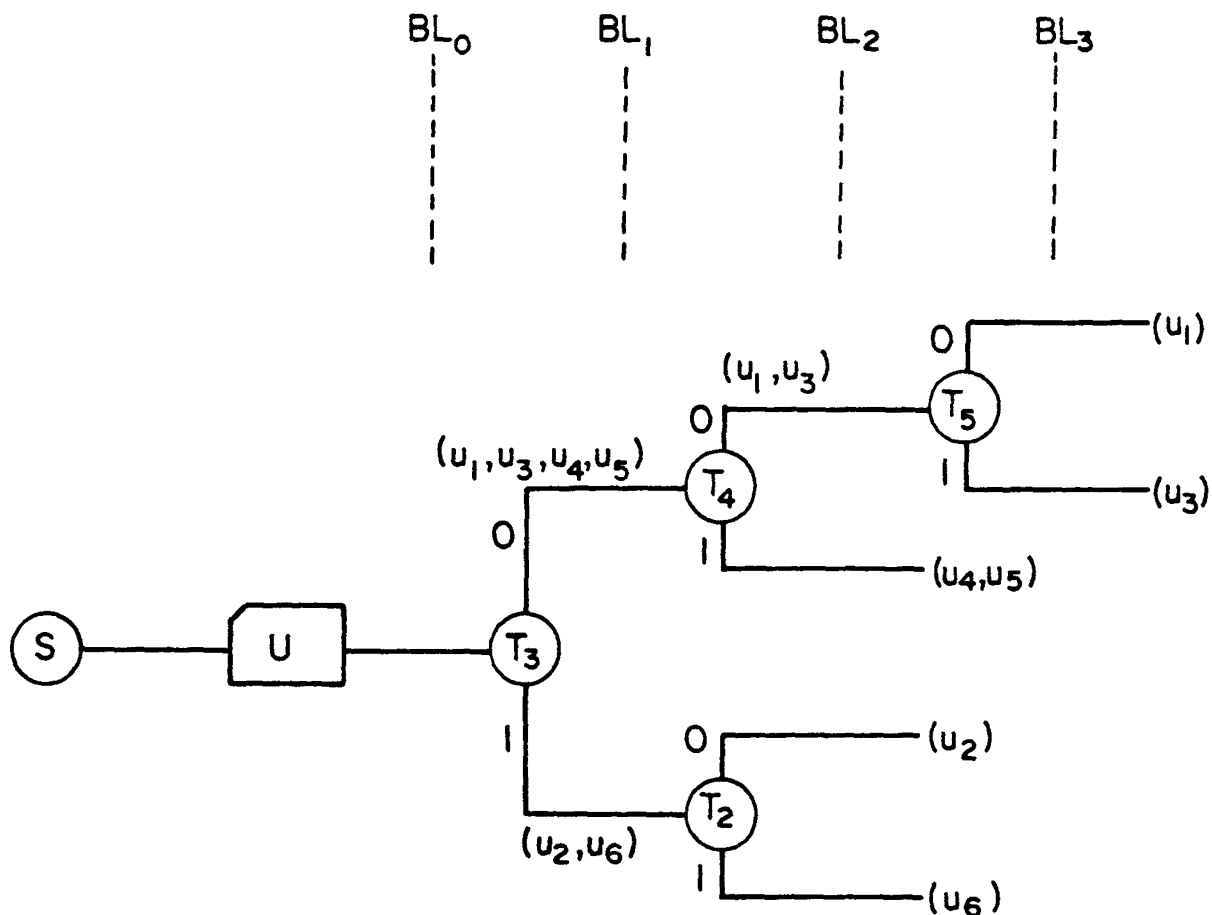 BL₀ BL₁ BL₂ BL₃
0 (u₁)
(u₁,u₃) T₅
0
(u₁,u₃,u₄,u₅) T₄ 1 (u₃)
0 1 (u₄,u₅)
S U T₃
1 0 (u₂)
T₂
(u₂,u₆)
1 (u₆)